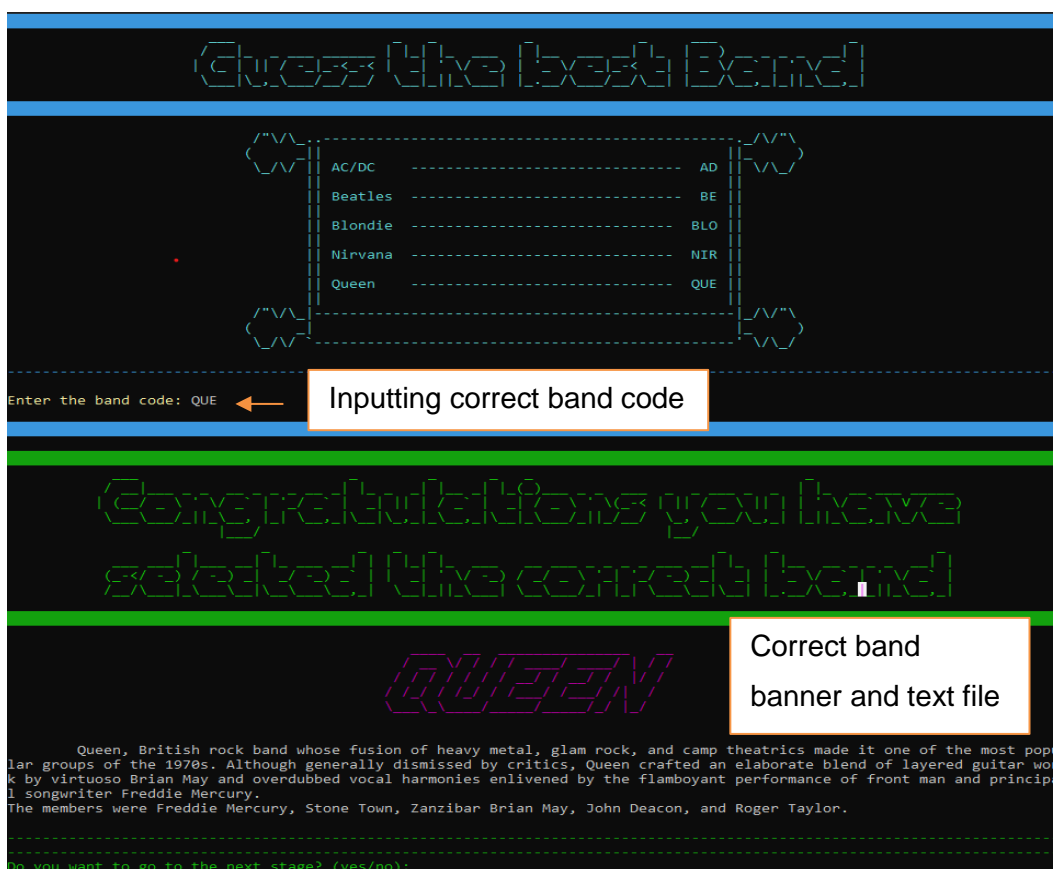 Guess the best Band
AC/DC ------------------------------- AD
Beatles ------------------------------- BE
Blondie ------------------------------ BLO
Nirvana ------------------------------ NIR
Queen ------------------------------ QUE
Enter the band code: QUE
Inputting correct band code
Congratulations you have
selected the correct band
Correct band
banner and text file
QUEEN
Queen, British rock band whose fusion of heavy metal, glam rock, and camp theatrics made it one of the most popu
lar groups of the 1970s. Although generally dismissed by critics, Queen crafted an elaborate blend of layered guitar wor
k by virtuoso Brian May and overdubbed vocal harmonies enlivened by the flamboyant performance of front man and principa
l songwriter Freddie Mercury.
The members were Freddie Mercury, Stone Town, Zanzibar Brian May, John Deacon, and Roger Taylor.
Do you want to go to the next stage? (yes/no):